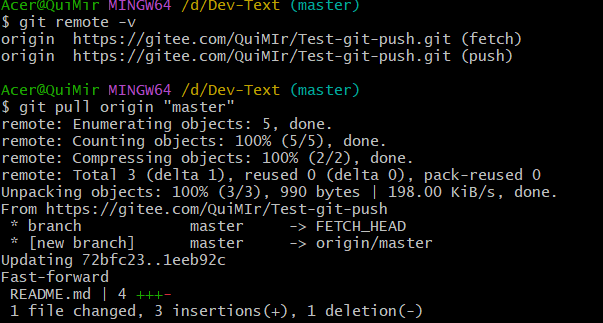 Acer@QuiMir MINGW64 /d/Dev-Text (master)
$ git remote -v
origin  https://gitee.com/QuiMIr/Test-git-push.git (fetch)
origin  https://gitee.com/QuiMIr/Test-git-push.git (push)

Acer@QuiMir MINGW64 /d/Dev-Text (master)
$ git pull origin "master"
remote: Enumerating objects: 5, done.
remote: Counting objects: 100% (5/5), done.
remote: Compressing objects: 100% (2/2), done.
remote: Total 3 (delta 1), reused 0 (delta 0), pack-reused 0
Unpacking objects: 100% (3/3), 990 bytes | 198.00 KiB/s, done.
From https://gitee.com/QuiMIr/Test-git-push
 * branch            master     -> FETCH_HEAD
 * [new branch]      master     -> origin/master
Updating 72bfc23..1eeb92c
Fast-forward
 README.md | 4 +++-
 1 file changed, 3 insertions(+), 1 deletion(-)